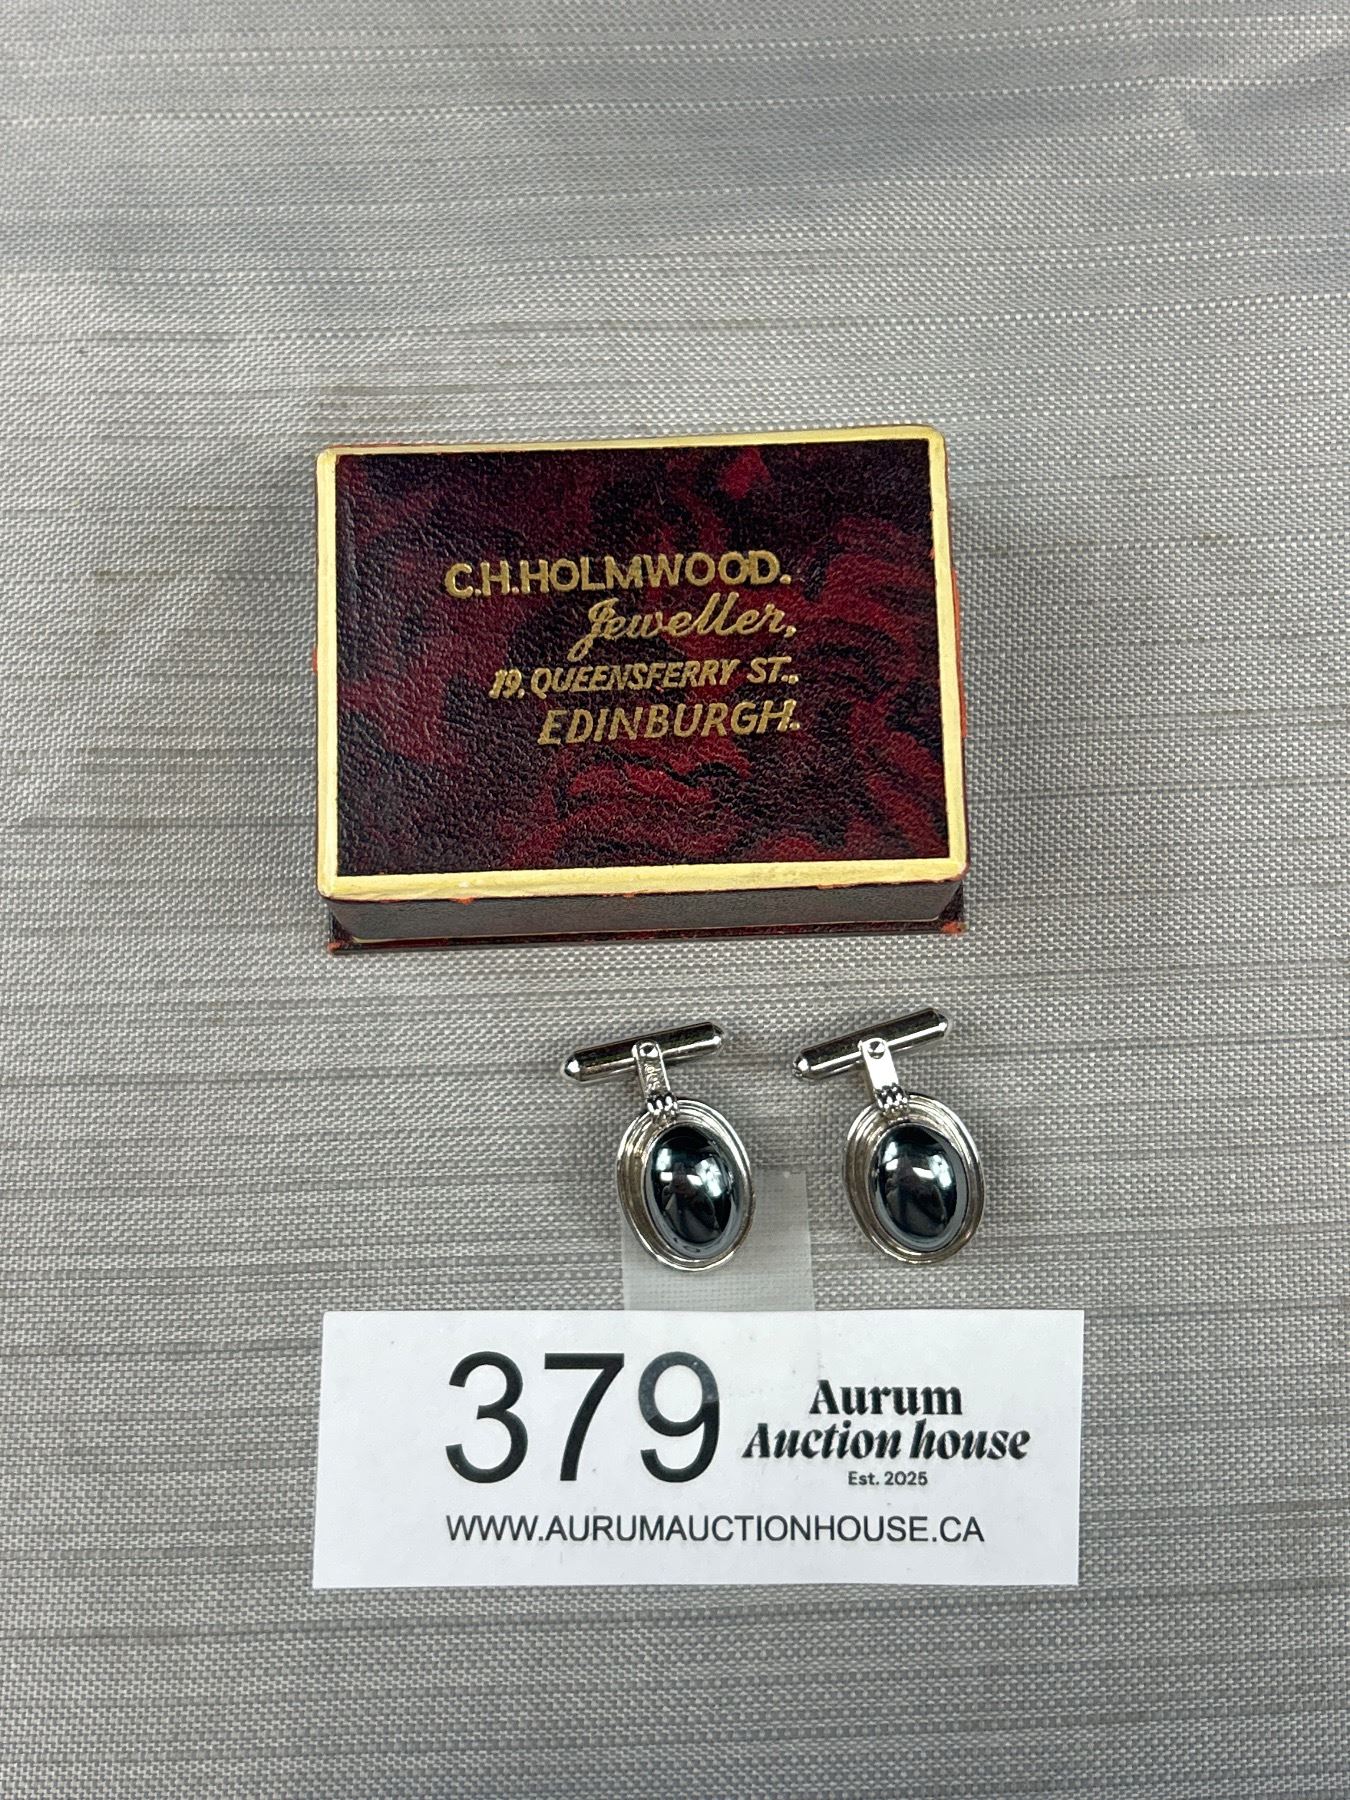 C.H.HOLMWOOD.
Jeweller,
19, QUEENSFERRY ST.,
EDINBURGH.
379
Aurum
Auction house
Est. 2025
WWW.AURUMAUCTIONHOUSE.CA